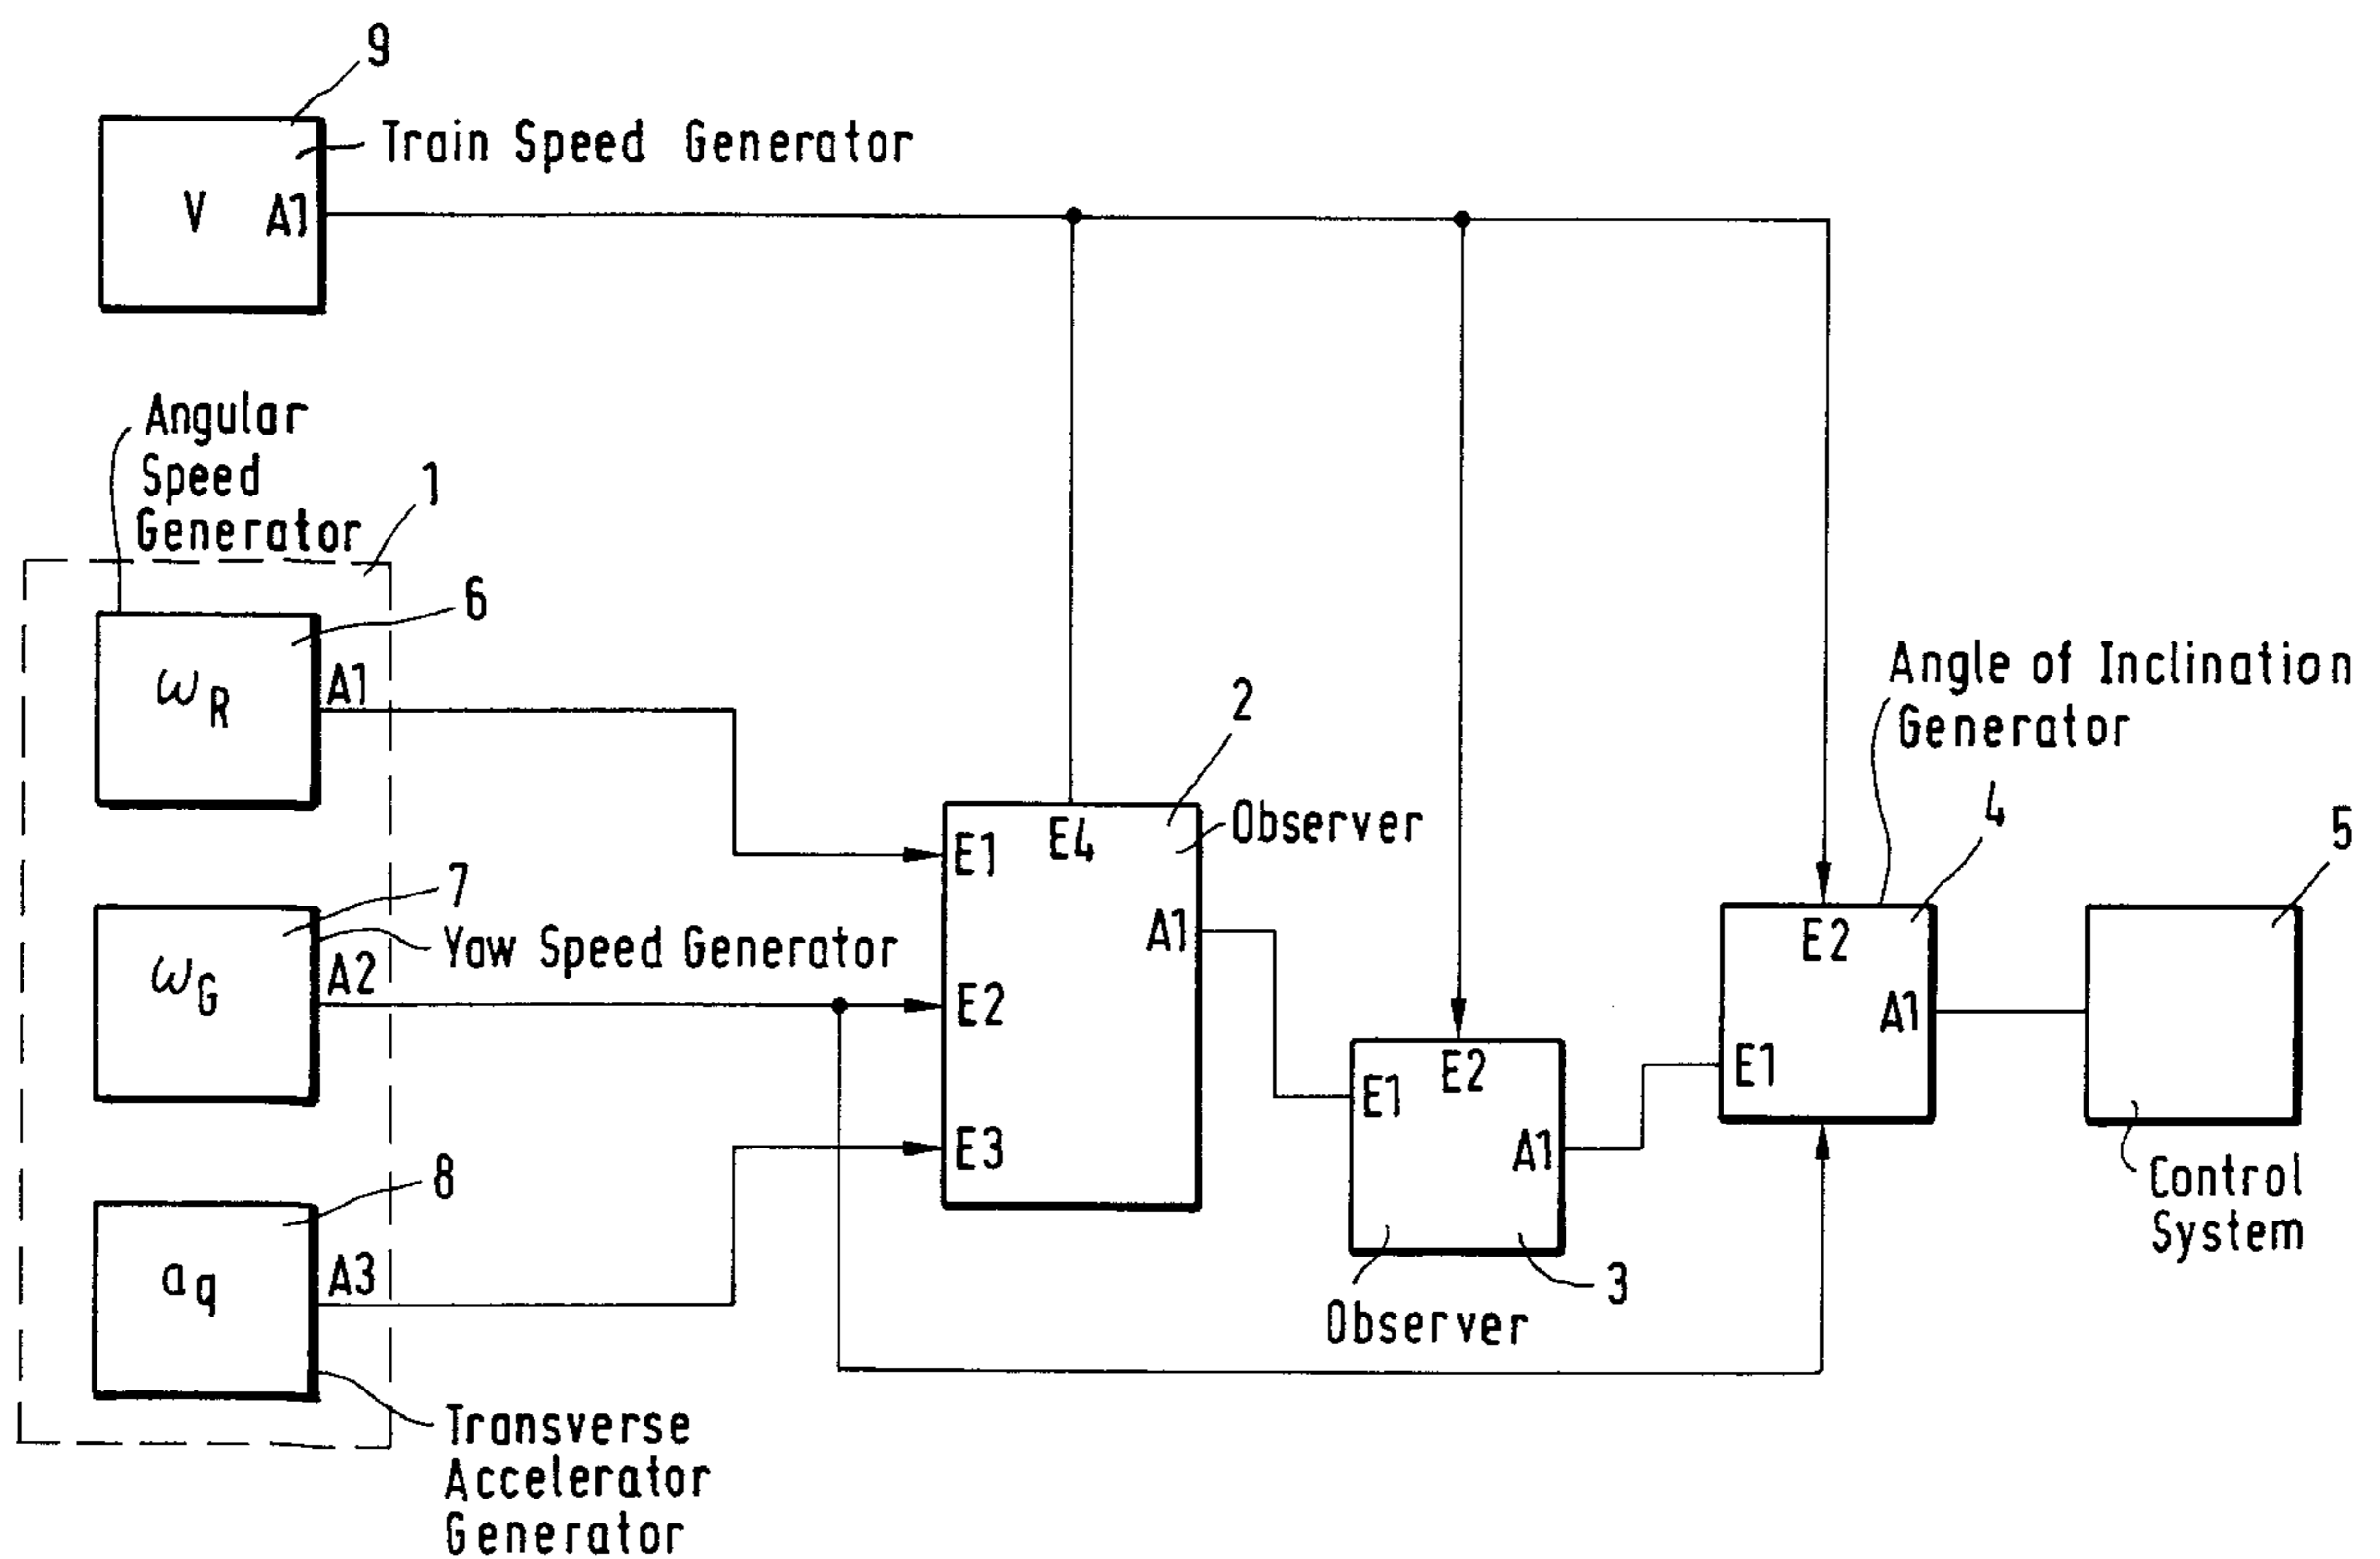 9
Train Speed Generator
V
A1
Angular
Speed
Generator
1
6
ωR
A1
7
Yaw Speed Generator
ωG
A2
8
aq
A3
Transverse
Accelerator
Generator
2
Observer
E4
E1
A1
E2
E3
E2
E1
A1
3
Observer
Angle of Inclination
Generator
4
E2
A1
E1
5
Control
System